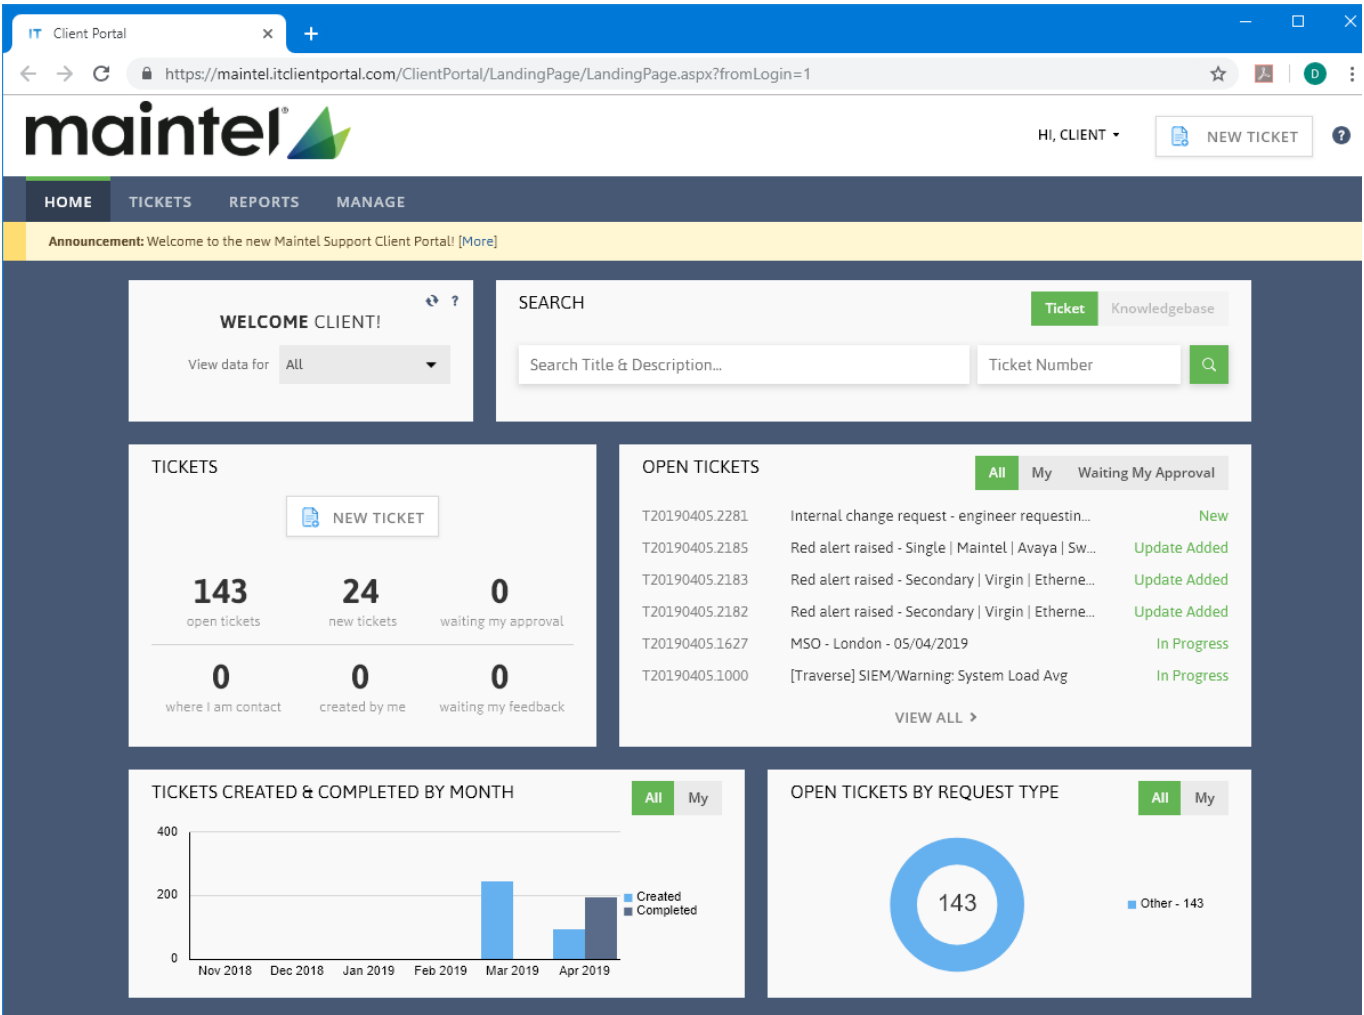 IT Client Portal
https://maintel.itclientportal.com/ClientPortal/LandingPage/LandingPage.aspx?fromLogin=1
D
maintel®
HI, CLIENT
NEW TICKET
?
HOME TICKETS REPORTS MANAGE
Announcement: Welcome to the new Maintel Support Client Portal! [More]
?
WELCOME CLIENT!
View data for All
SEARCH
Ticket Knowledgebase
Search Title & Description...
Ticket Number
TICKETS
NEW TICKET
143 24 0
open tickets new tickets waiting my approval
0 0 0
where I am contact created by me waiting my feedback
OPEN TICKETS
All My Waiting My Approval
T20190405.2281 Internal change request - engineer requestin... New
T20190405.2185 Red alert raised - Single | Maintel | Avaya | Sw... Update Added
T20190405.2183 Red alert raised - Secondary | Virgin | Etherne... Update Added
T20190405.2182 Red alert raised - Secondary | Virgin | Etherne... Update Added
T20190405.1627 MSO - London - 05/04/2019 In Progress
T20190405.1000 [Traverse] SIEM/Warning: System Load Avg In Progress
VIEW ALL >
TICKETS CREATED & COMPLETED BY MONTH
All My
400
200
0
Nov 2018 Dec 2018 Jan 2019 Feb 2019 Mar 2019 Apr 2019
Created
Completed
OPEN TICKETS BY REQUEST TYPE
All My
143
Other - 143